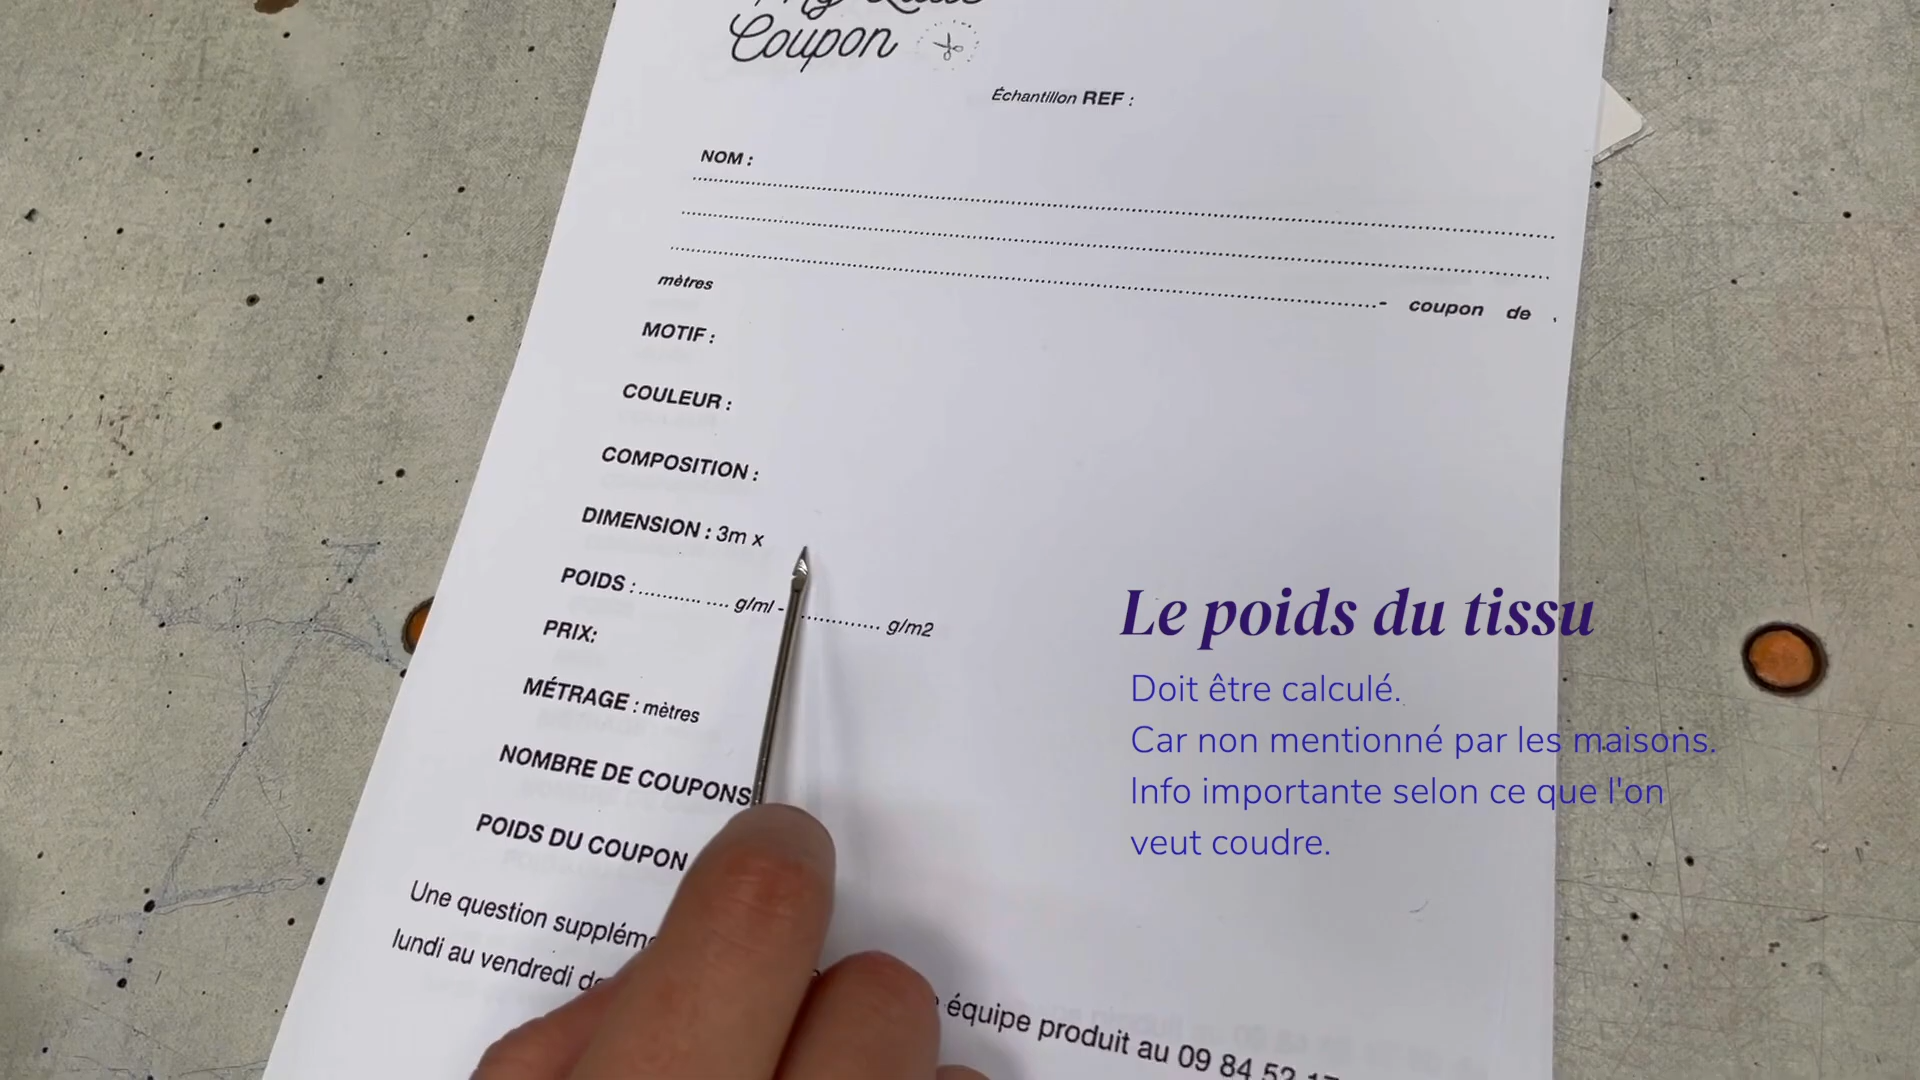 Coupon
Échantillon REF :
NOM :
mètres
- coupon de
MOTIF :
COULEUR :
COMPOSITION :
DIMENSION : 3m x
POIDS : .......... .... g/ml - ............. g/m2
PRIX:
MÉTRAGE : mètres
NOMBRE DE COUPONS
POIDS DU COUPON
Une question
lundi au vendredi
équipe produit au 09 84 52
Le poids du tissu
Doit être calculé.
Car non mentionné par les maisons.
Info importante selon ce que l'on
veut coudre.